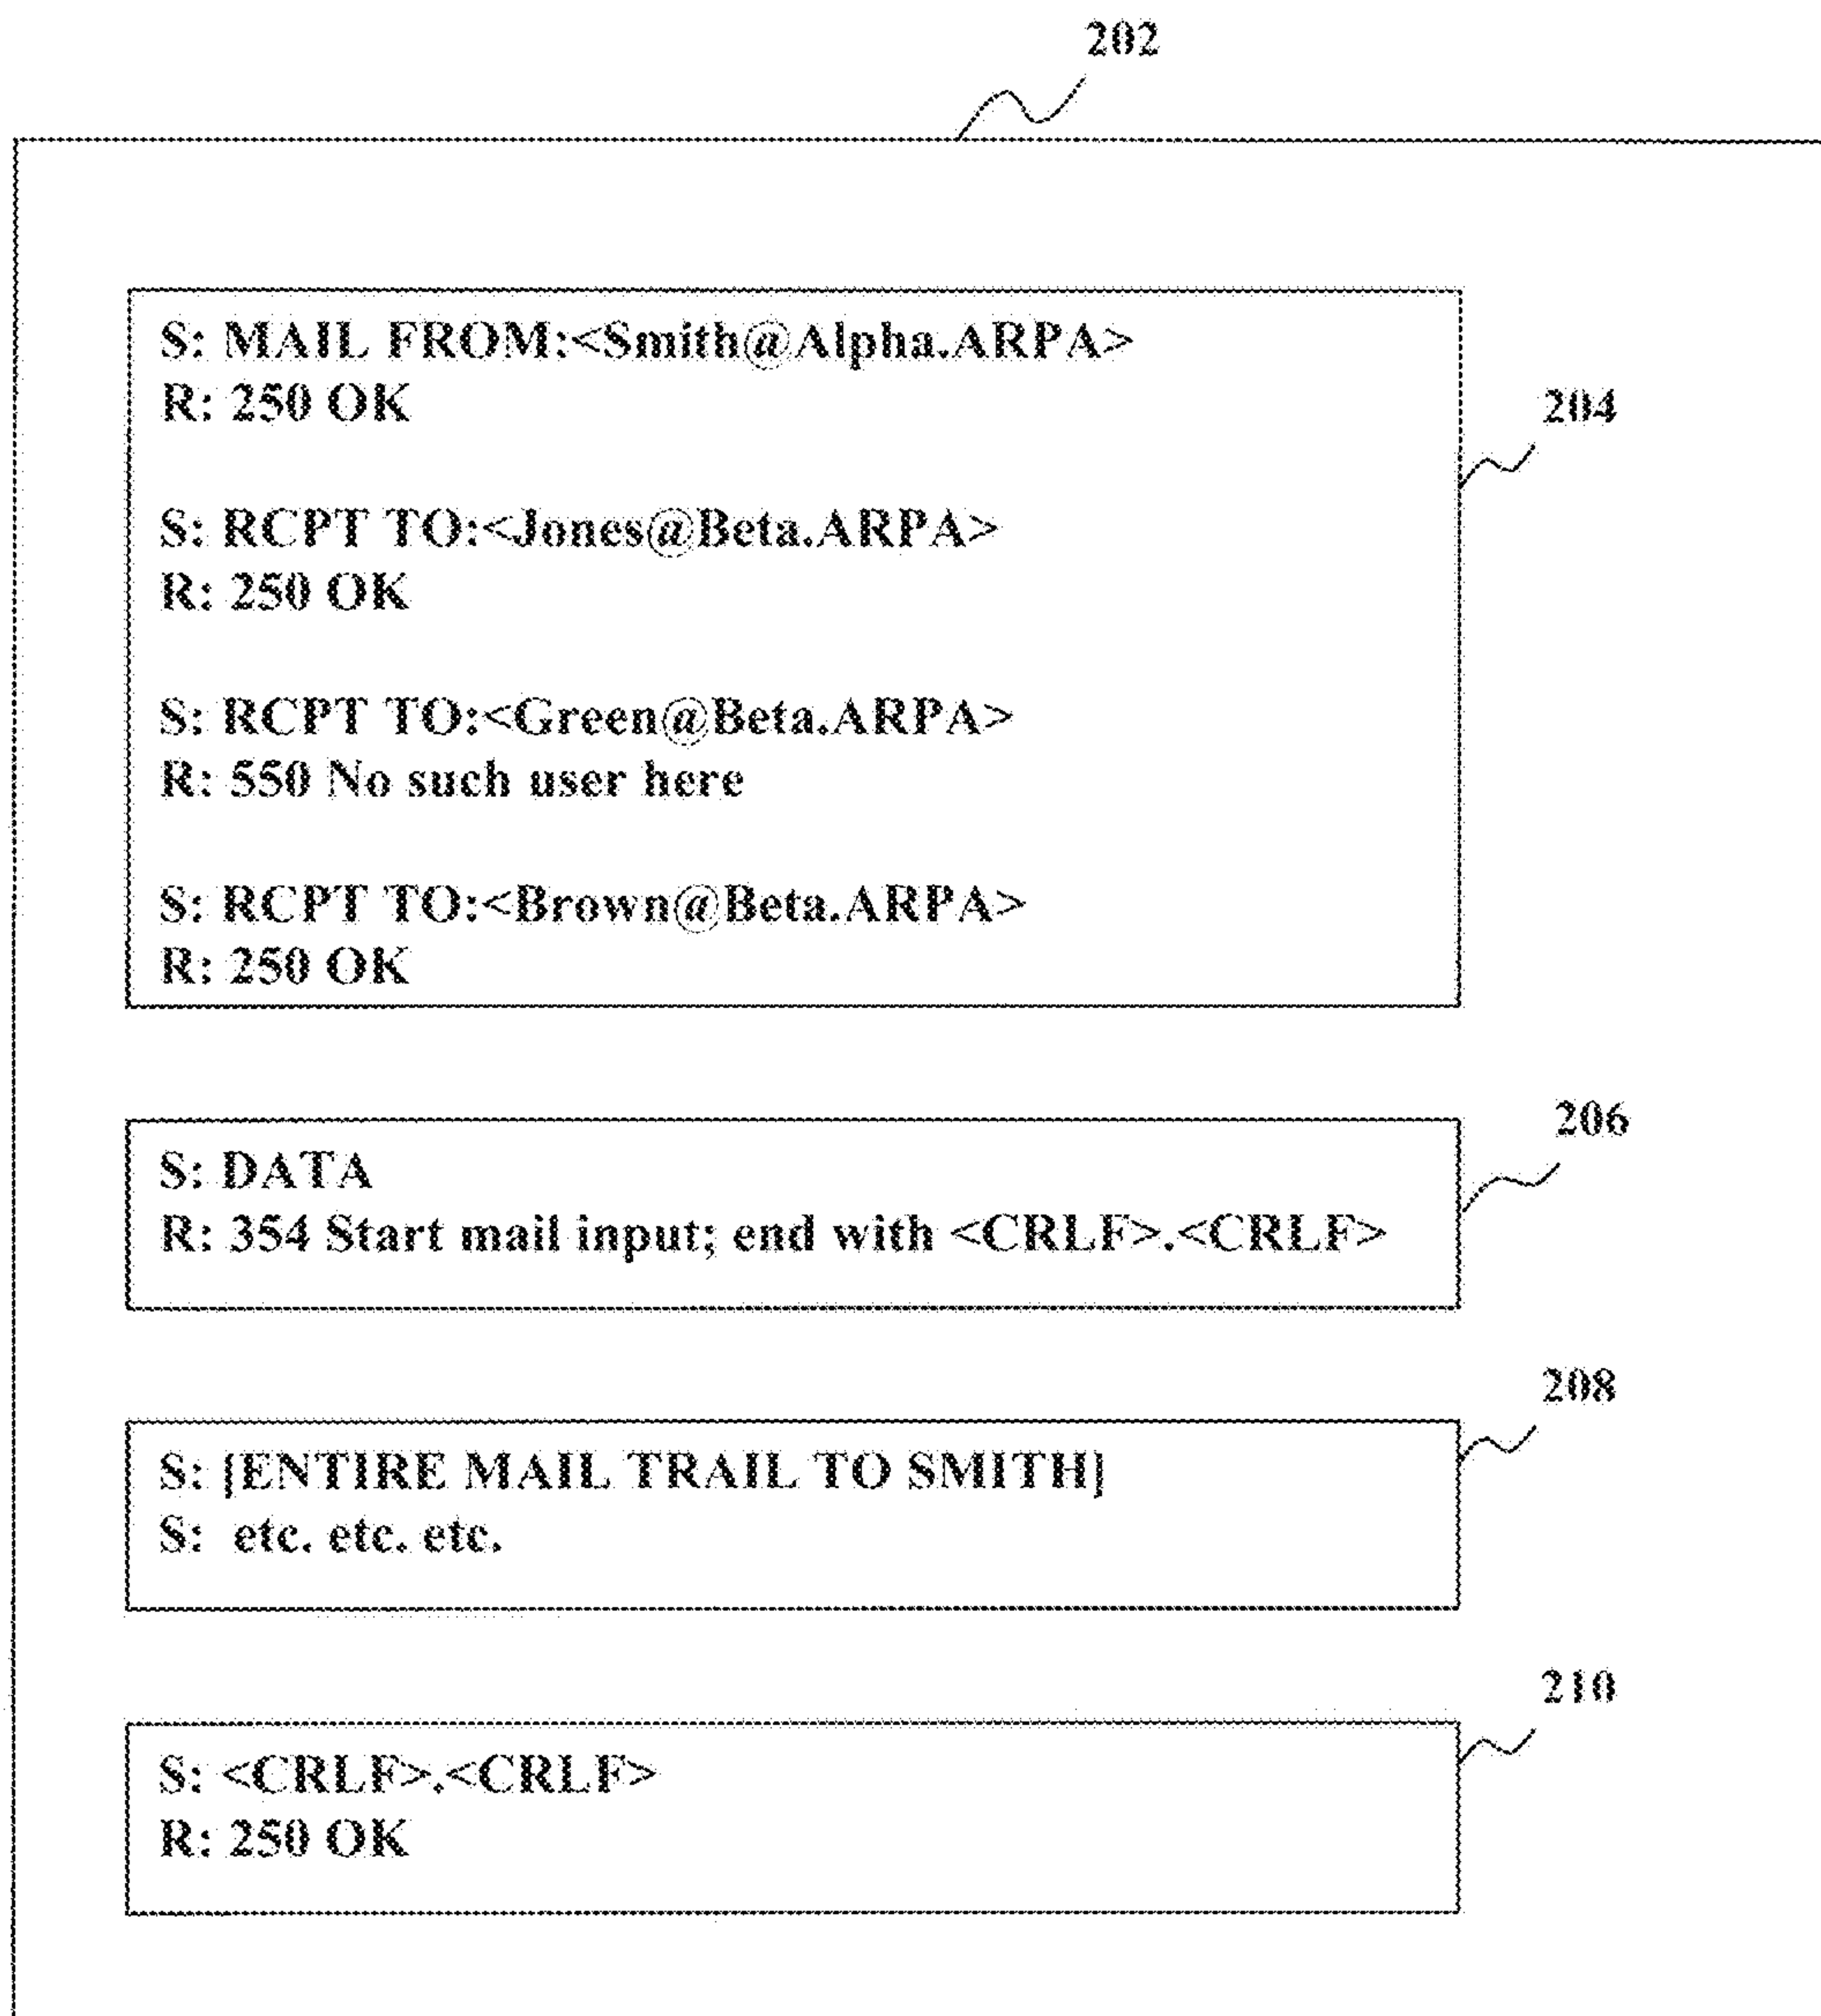 202
S: MAIL FROM:<Smith@Alpha.ARPA>
R: 250 OK
204
S: RCPT TO:<Jones@Beta.ARPA>
R: 250 OK
S: RCPT TO:<Green@Beta.ARPA>
R: 550 No such user here
S: RCPT TO:<Brown@Beta.ARPA>
R: 250 OK
206
S: DATA
R: 354 Start mail input; end with <CRLF>.<CRLF>
208
S: [ENTIRE MAIL TRAIL TO SMITH]
S: etc. etc. etc.
210
S: <CRLF>.<CRLF>
R: 250 OK